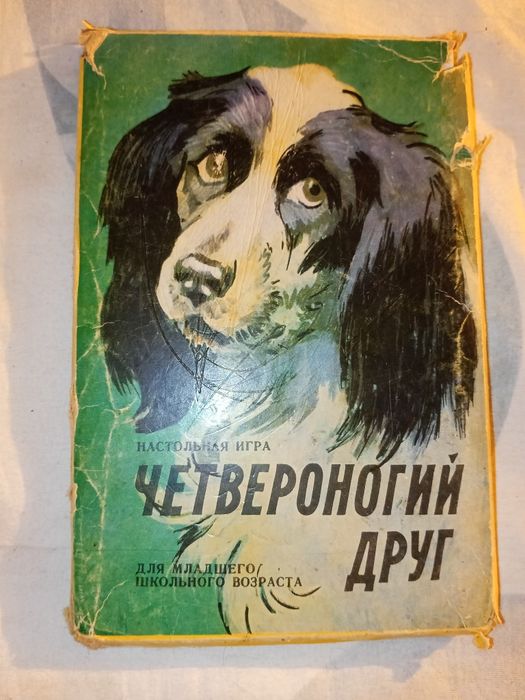 НАСТОЛЬНАЯ ИГРА
ЧЕТВЕРОНОГИЙ
ДРУГ
ДЛЯ МЛАДШЕГО
ШКОЛЬНОГО ВОЗРАСТА